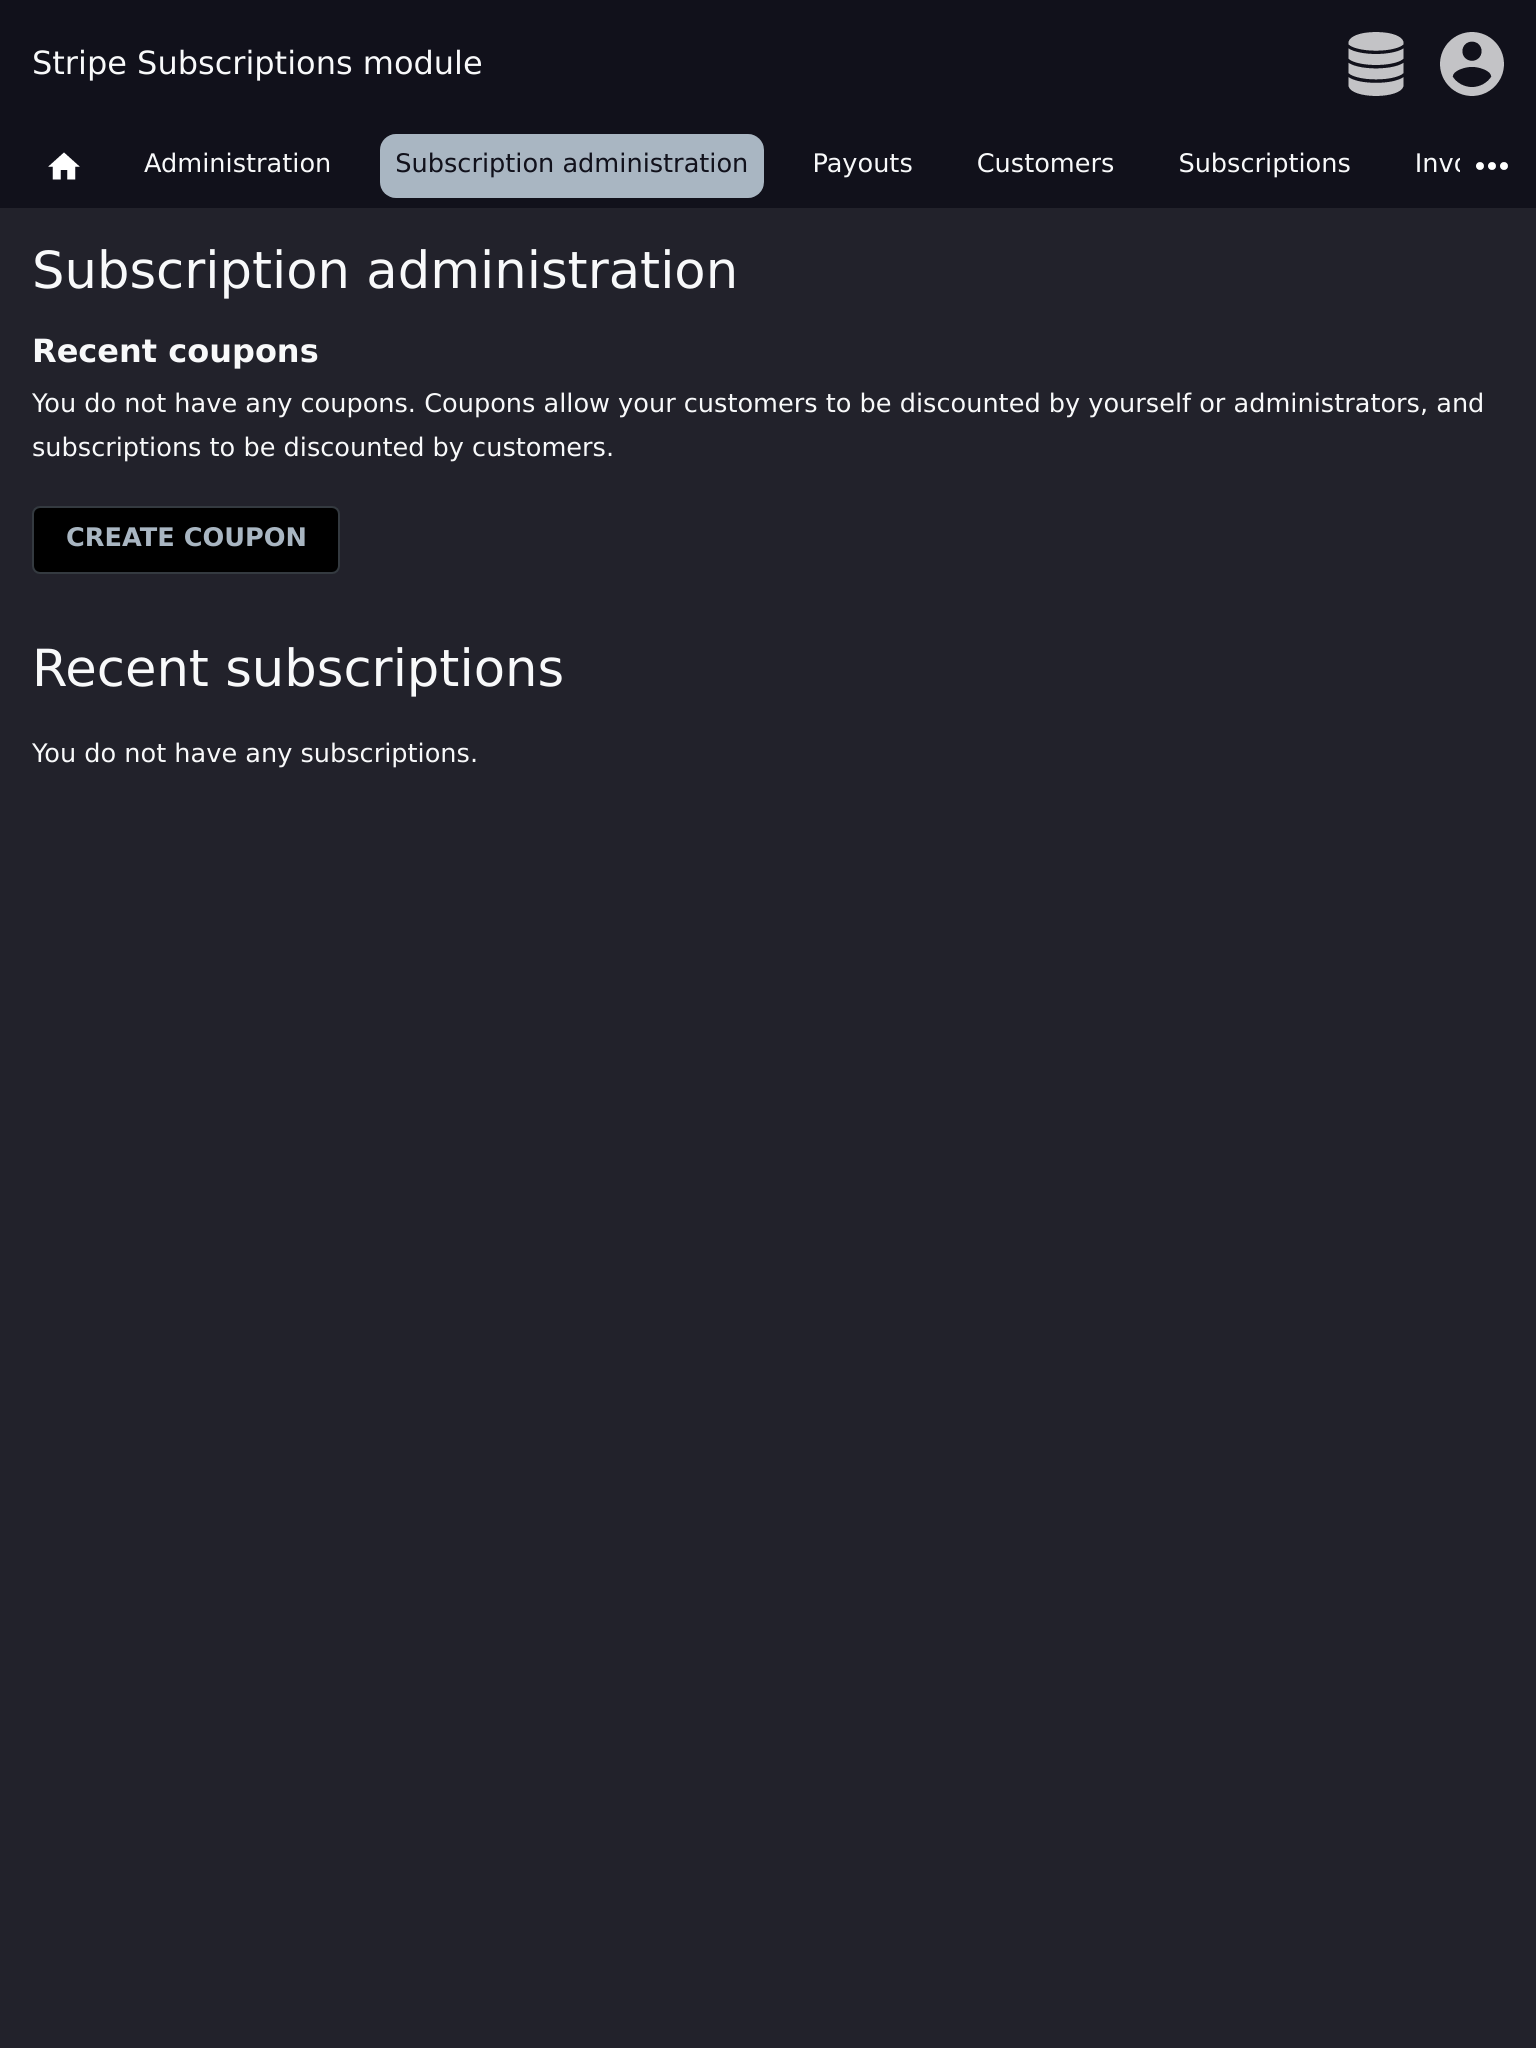 Stripe Subscriptions module
Administration Subscription administration Payouts Customers Subscriptions
Subscription administration
Recent coupons
You do not have any coupons. Coupons allow your customers to be discounted by yourself or administrators, and
subscriptions to be discounted by customers.
CREATE COUPON
Recent subscriptions
You do not have any subscriptions.